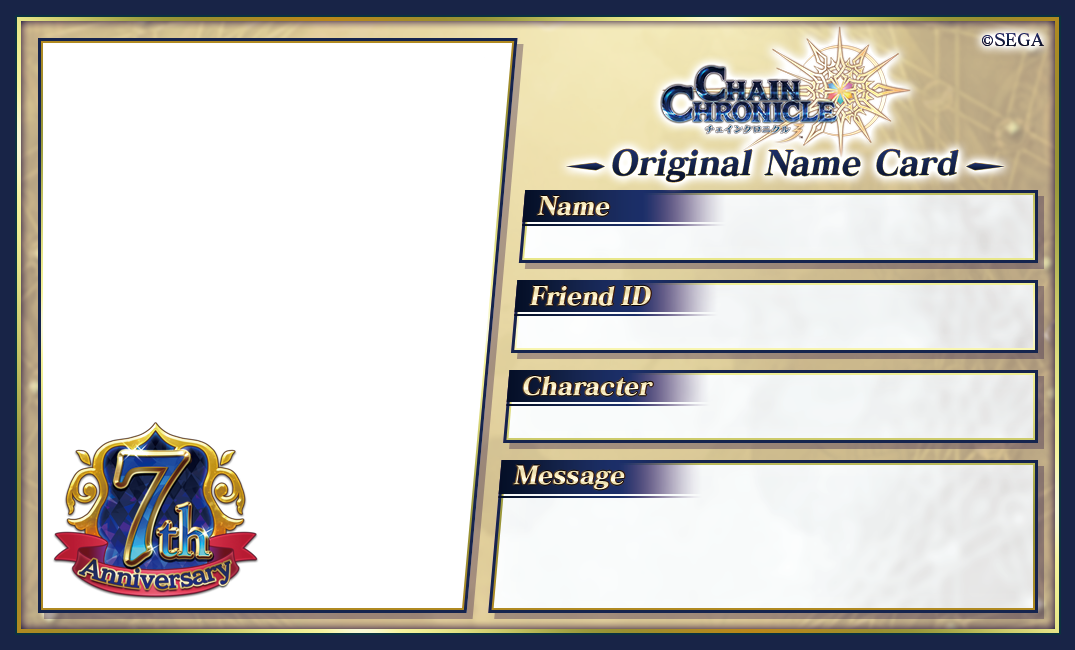 ©SEGA
CHAIN
CHRONICLE
チェインクロニクル3
Original Name Card
Name
Friend ID
Character
Message
7th
Anniversary